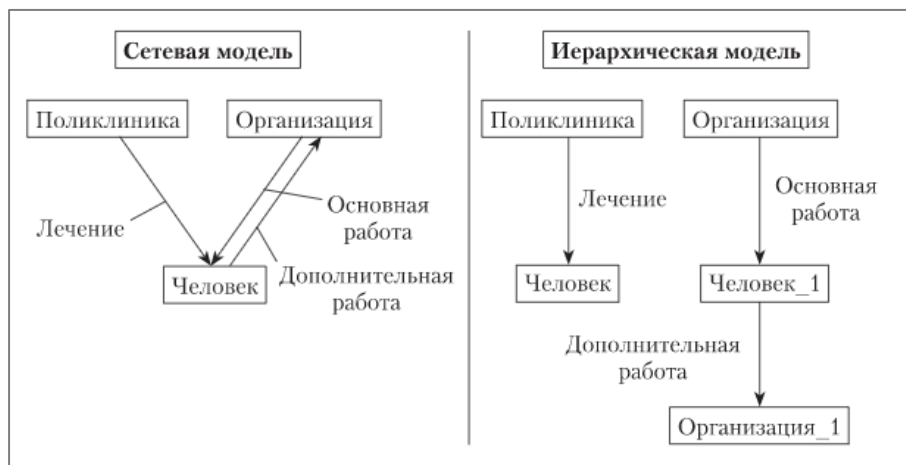 Сетевая модель
Поликлиника
Организация
Лечение
Основная
работа
Дополнительная
работа
Человек
Иерархическая модель
Поликлиника
Организация
Лечение
Основная
работа
Человек
Человек_1
Дополнительная
работа
Организация_1